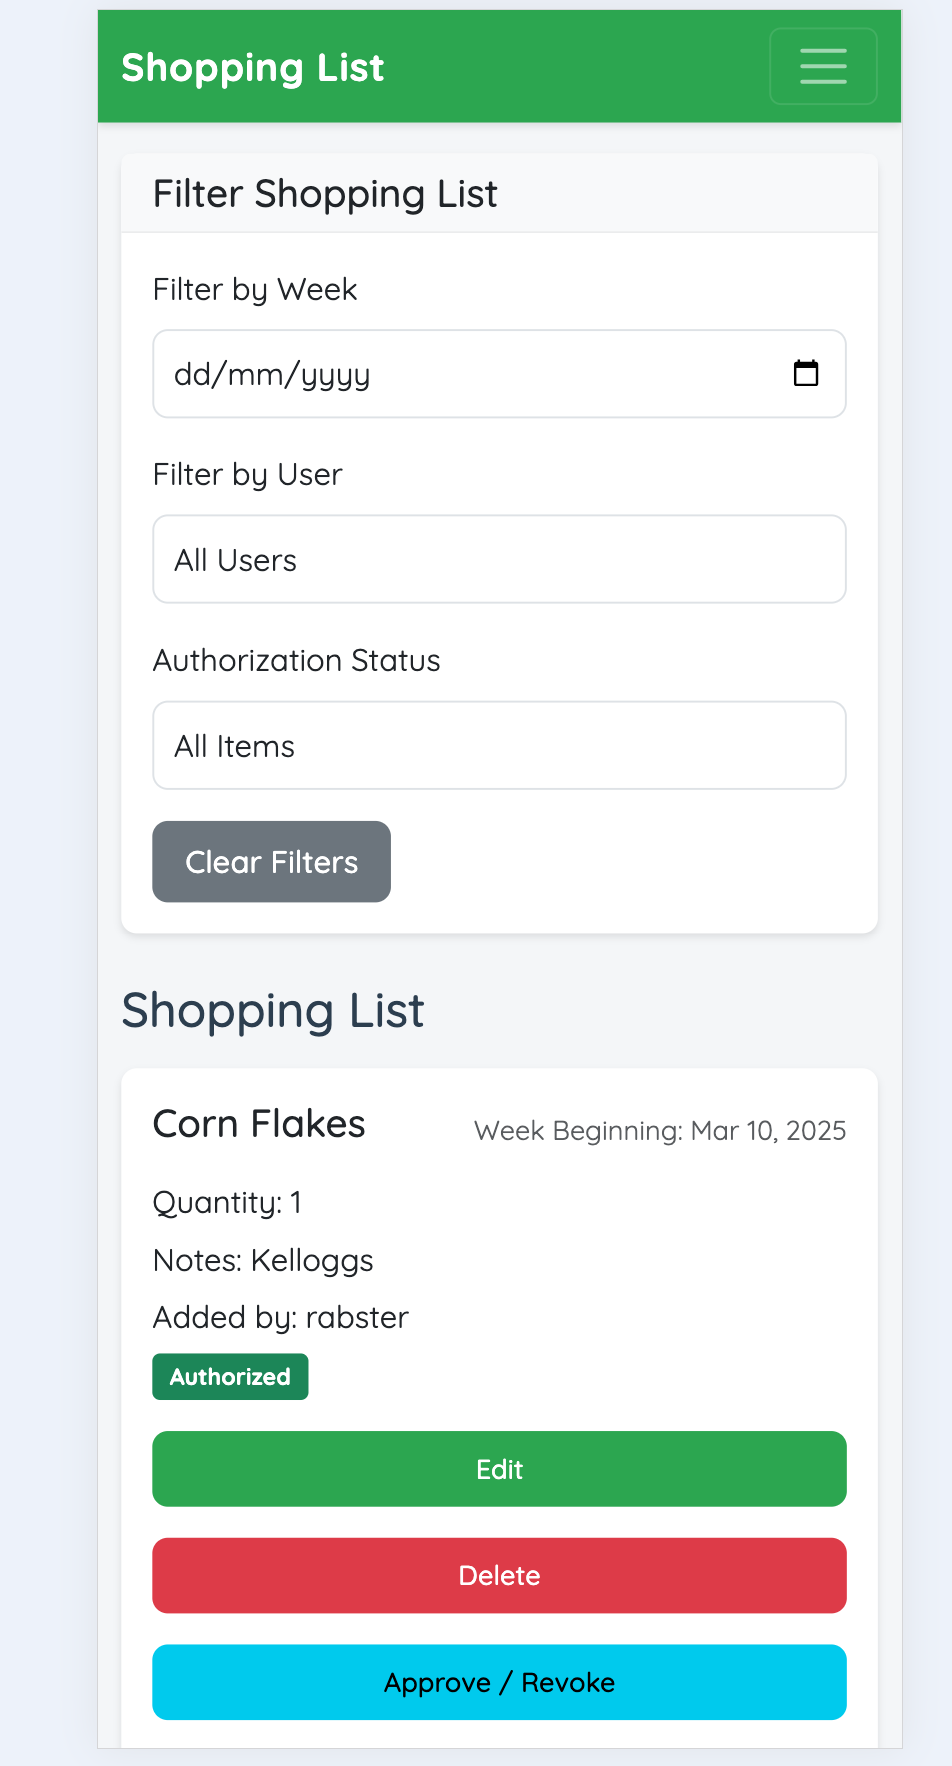 Shopping List
Filter Shopping List
Filter by Week
dd/mm/yyyy
Filter by User
All Users
Authorization Status
All Items
Clear Filters
Shopping List
Corn Flakes
Week Beginning: Mar 10, 2025
Quantity: 1
Notes: Kelloggs
Added by: rabster
Authorized
Edit
Delete
Approve / Revoke